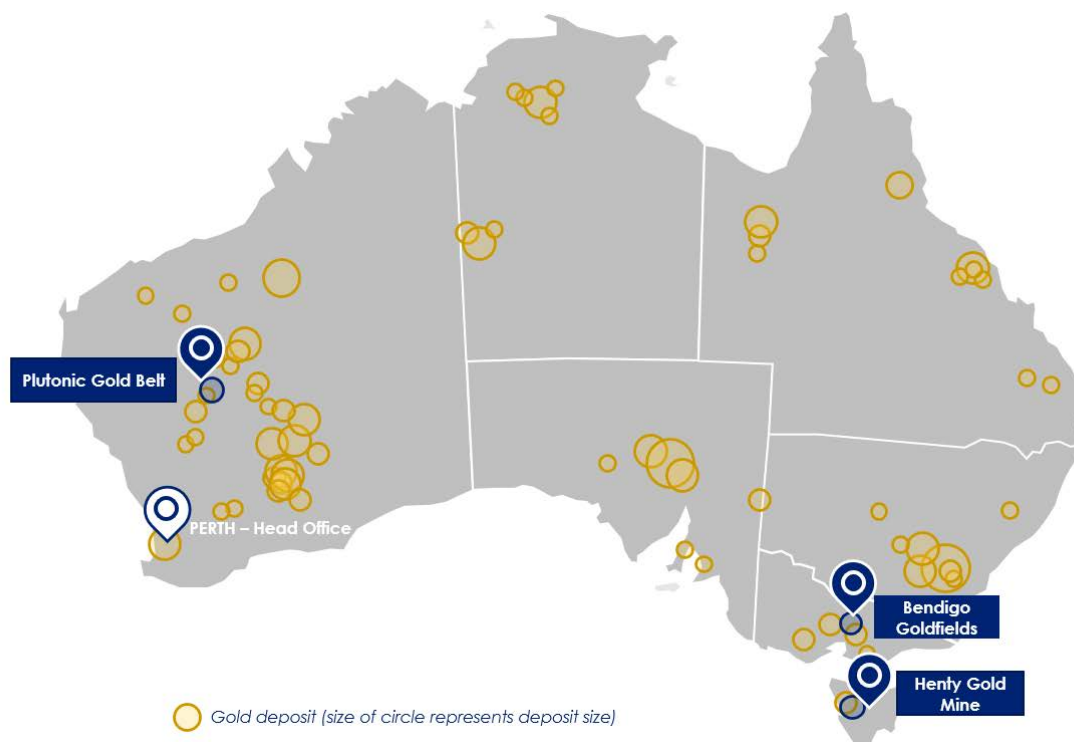 Plutonic Gold Belt
PERTH – Head Office
Bendigo
Goldfields
Henty Gold
Mine
Gold deposit (size of circle represents deposit size)